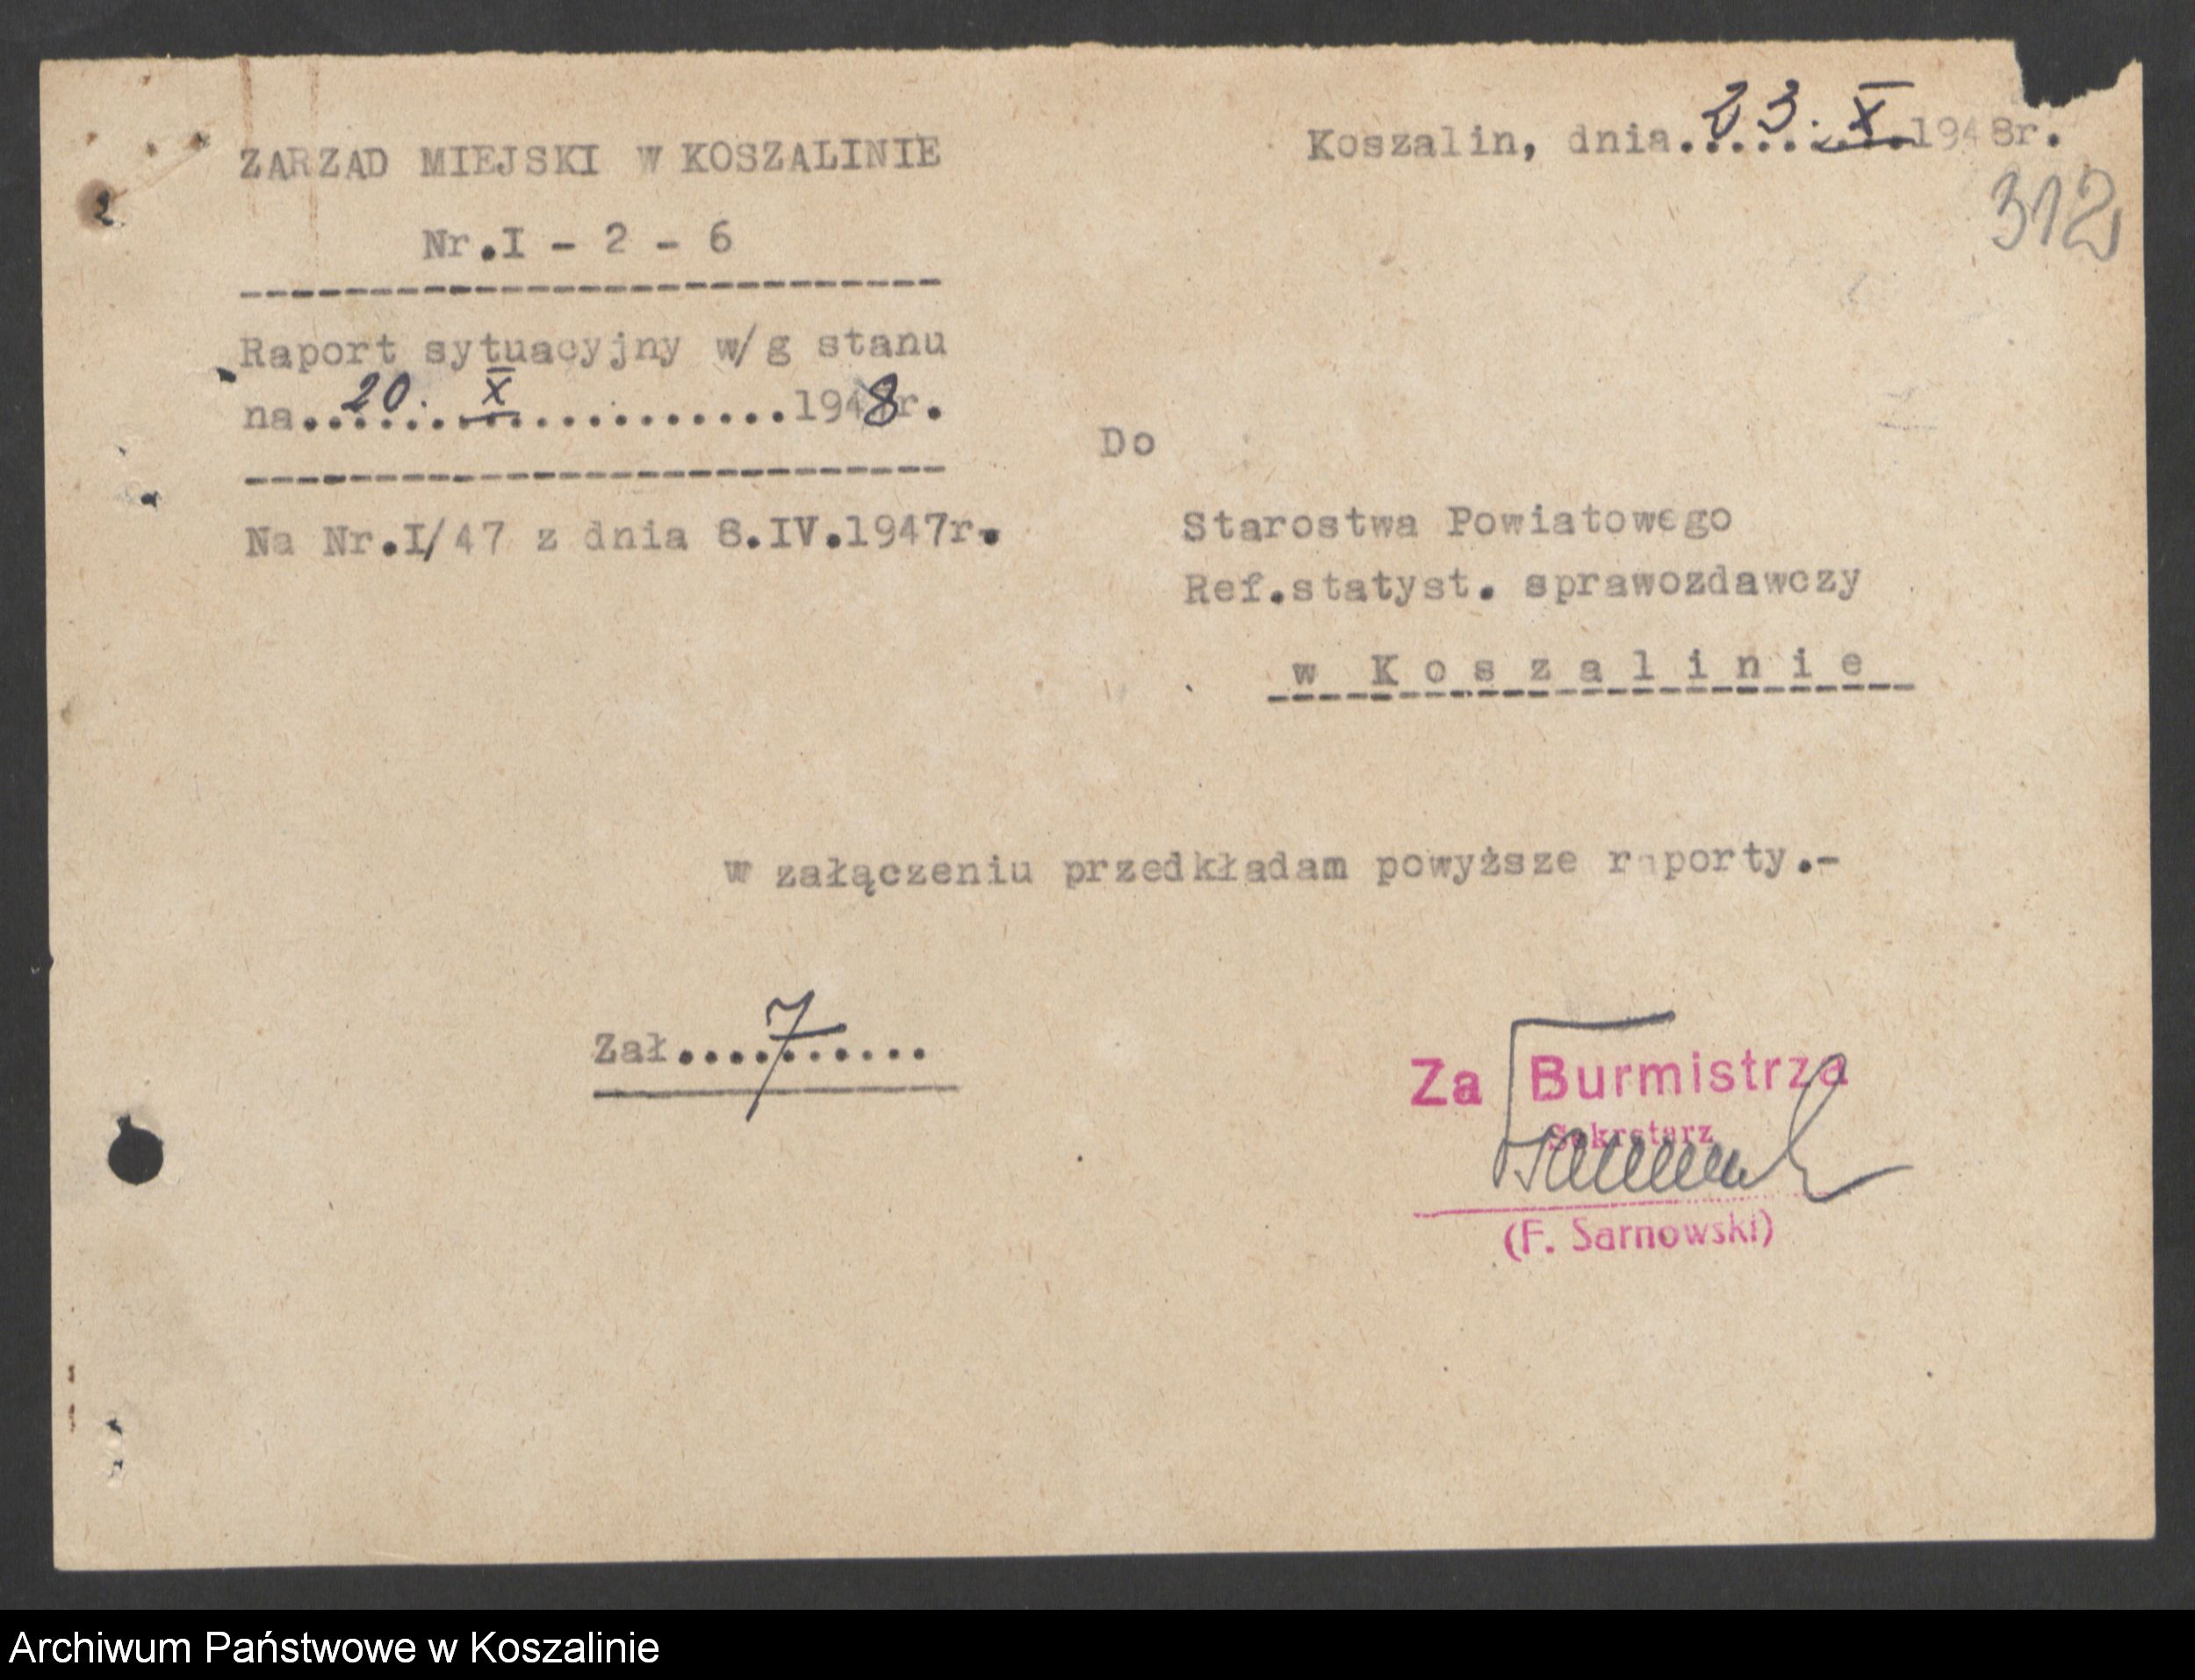 Koszalin, dnia.23.X.1948r.
312
ZARZAD MIEJSKI W KOSZALINIE
Nr.I - 2 - 6
Raport sytuacyjny w/g stanu
na..20.X..................1948r.
Na Nr.I/47 z dnia 8.IV.1947r.
Do
Starostwa Powiatowego
Ref.statyst. sprawozdawczy
w K o s z a l i n i e
w załączeniu przedkładam powyższe raporty.-
Zał....7......
Za Burmistrza
Sekretarz
(F. Sarnowski)
Archiwum Państwowe w Koszalinie